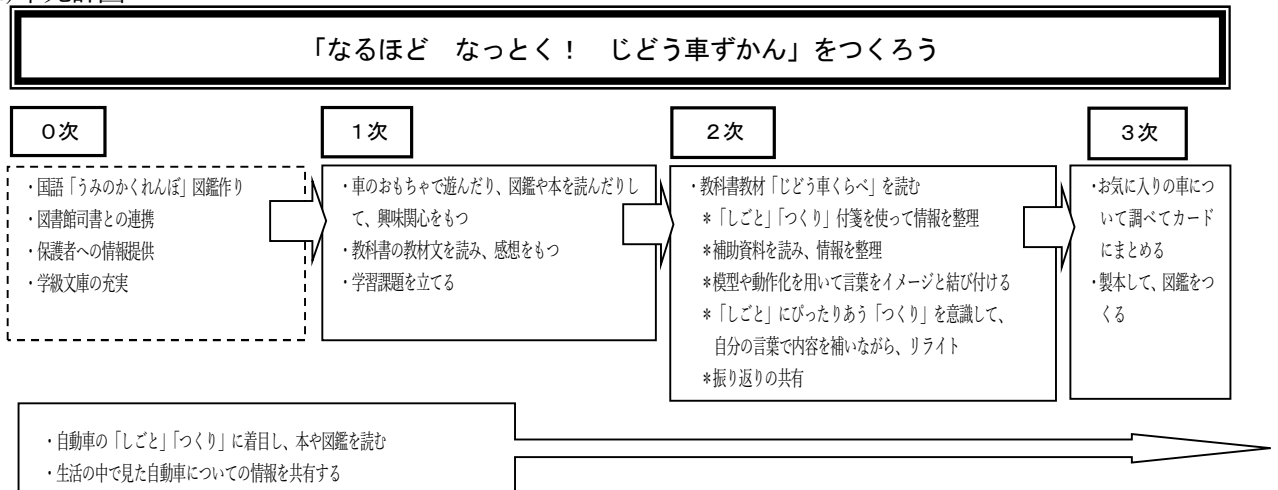 「なるほど　なっとく！　じどう車ずかん」をつくろう
０次
・国語「うみのかくれんぼ」図鑑作り
・図書館司書との連携
・保護者への情報提供
・学級文庫の充実
１次
・車のおもちゃで遊んだり、図鑑や本を読んだりし
て、興味関心をもつ
・教科書の教材文を読み、感想をもつ
・学習課題を立てる
２次
・教科書教材「じどう車くらべ」を読む
＊「しごと」「つくり」付箋を使って情報を整理
＊補助資料を読み、情報を整理
＊模型や動作化を用いて言葉をイメージと結び付ける
＊「しごと」にぴったりあう「つくり」を意識して、
自分の言葉で内容を補いながら、リライト
＊振り返りの共有
３次
・お気に入りの車につ
いて調べてカード
にまとめる
・製本して、図鑑をつ
くる
・自動車の「しごと」「つくり」に着目し、本や図鑑を読む
・生活の中で見た自動車についての情報を共有する